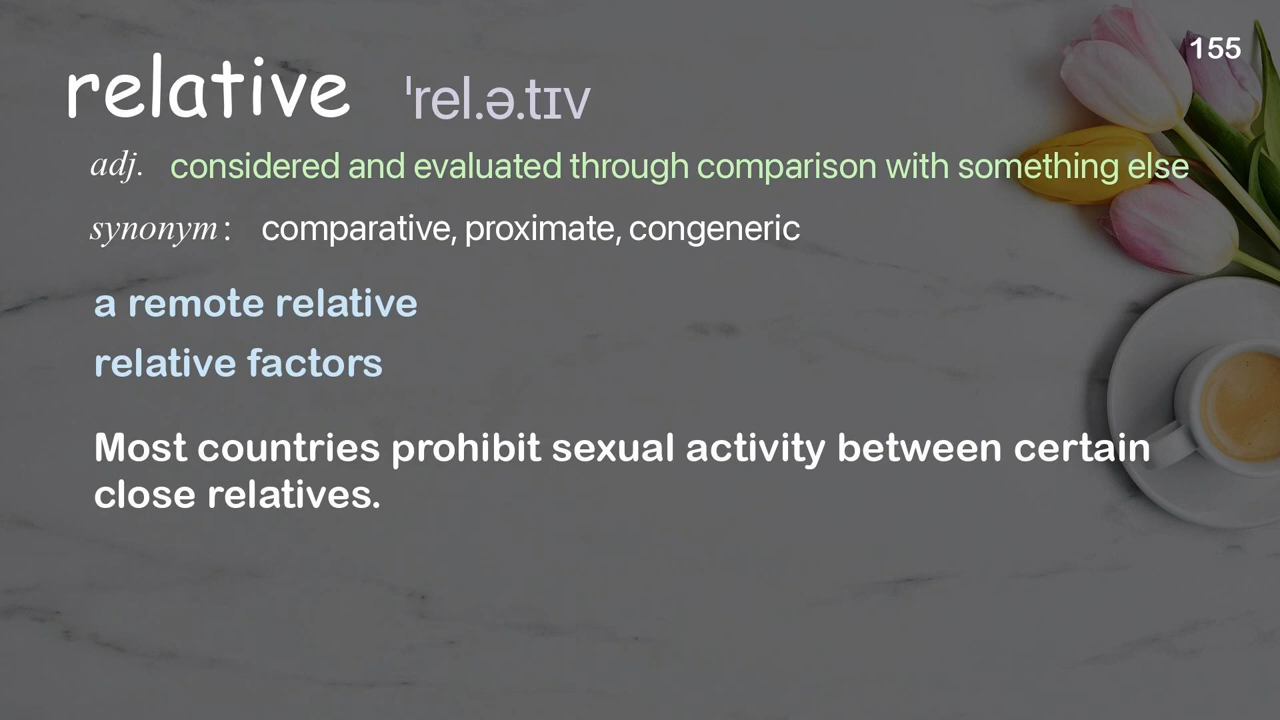 155
relative ˈrel.ə.tɪv
adj. considered and evaluated through comparison with something else
synonym: comparative, proximate, congeneric
a remote relative
relative factors
Most countries prohibit sexual activity between certain
close relatives.